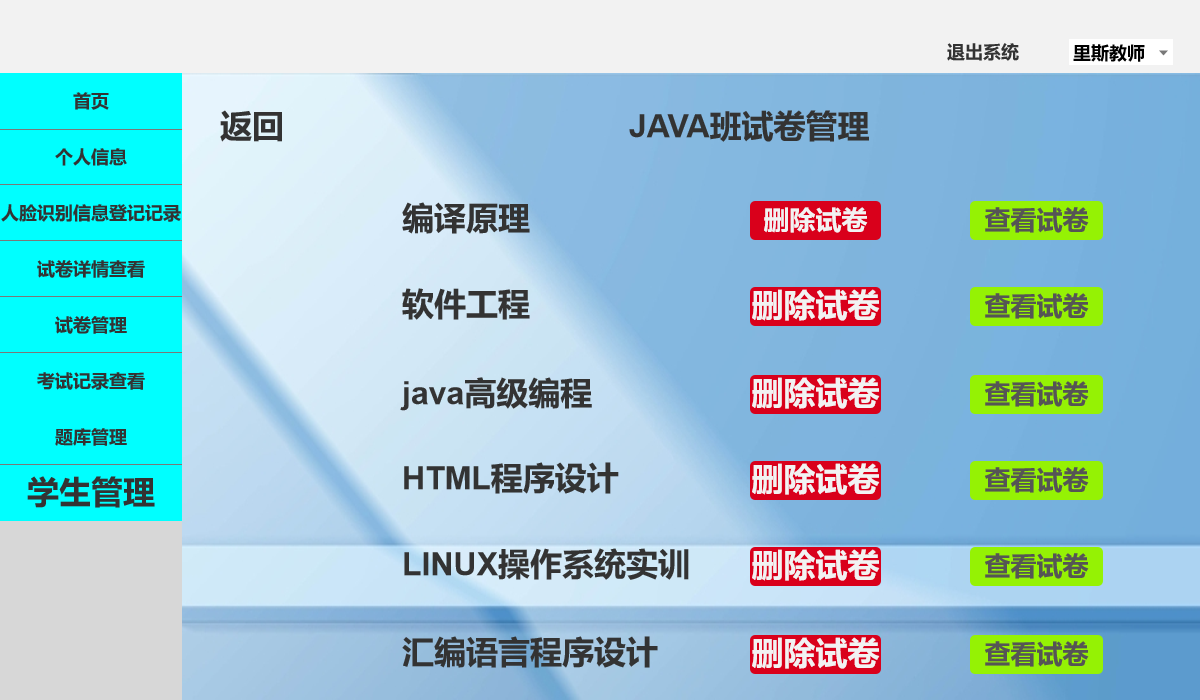 退出系统 里斯教师
首页
个人信息
人脸识别信息登记记录
试卷详情查看
试卷管理
考试记录查看
题库管理
学生管理
返回 JAVA班试卷管理
编译原理 删除试卷 查看试卷
软件工程 删除试卷 查看试卷
java高级编程 删除试卷 查看试卷
HTML程序设计 删除试卷 查看试卷
LINUX操作系统实训 删除试卷 查看试卷
汇编语言程序设计 删除试卷 查看试卷